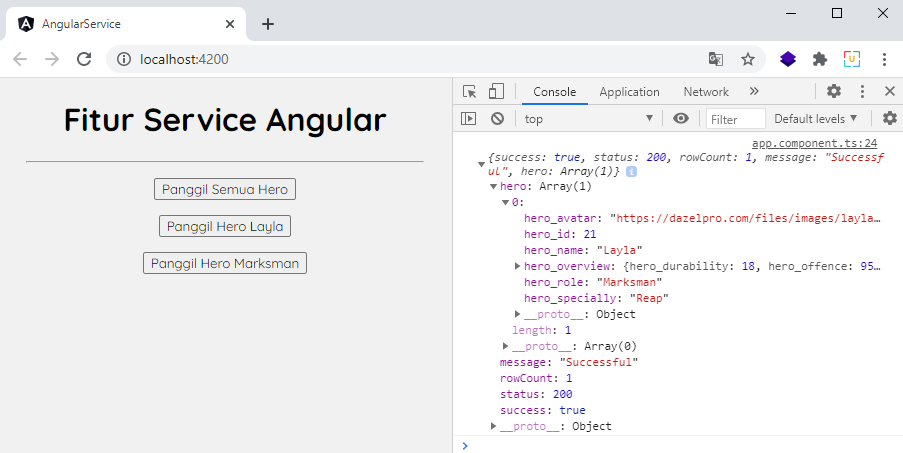 AngularService
localhost:4200
Fitur Service Angular
Panggil Semua Hero
Panggil Hero Layla
Panggil Hero Marksman
Console Application Network »
top Filter Default levels
app.component.ts:24
{success: true, status: 200, rowCount: 1, message: "Successf
ul", hero: Array(1)} i
hero: Array(1)
0:
hero_avatar: "https://dazelpro.com/files/images/layla…
hero_id: 21
hero_name: "Layla"
hero_overview: {hero_durability: 18, hero_offence: 95…
hero_role: "Marksman"
hero_specially: "Reap"
__proto__: Object
length: 1
__proto__: Array(0)
message: "Successful"
rowCount: 1
status: 200
success: true
__proto__: Object